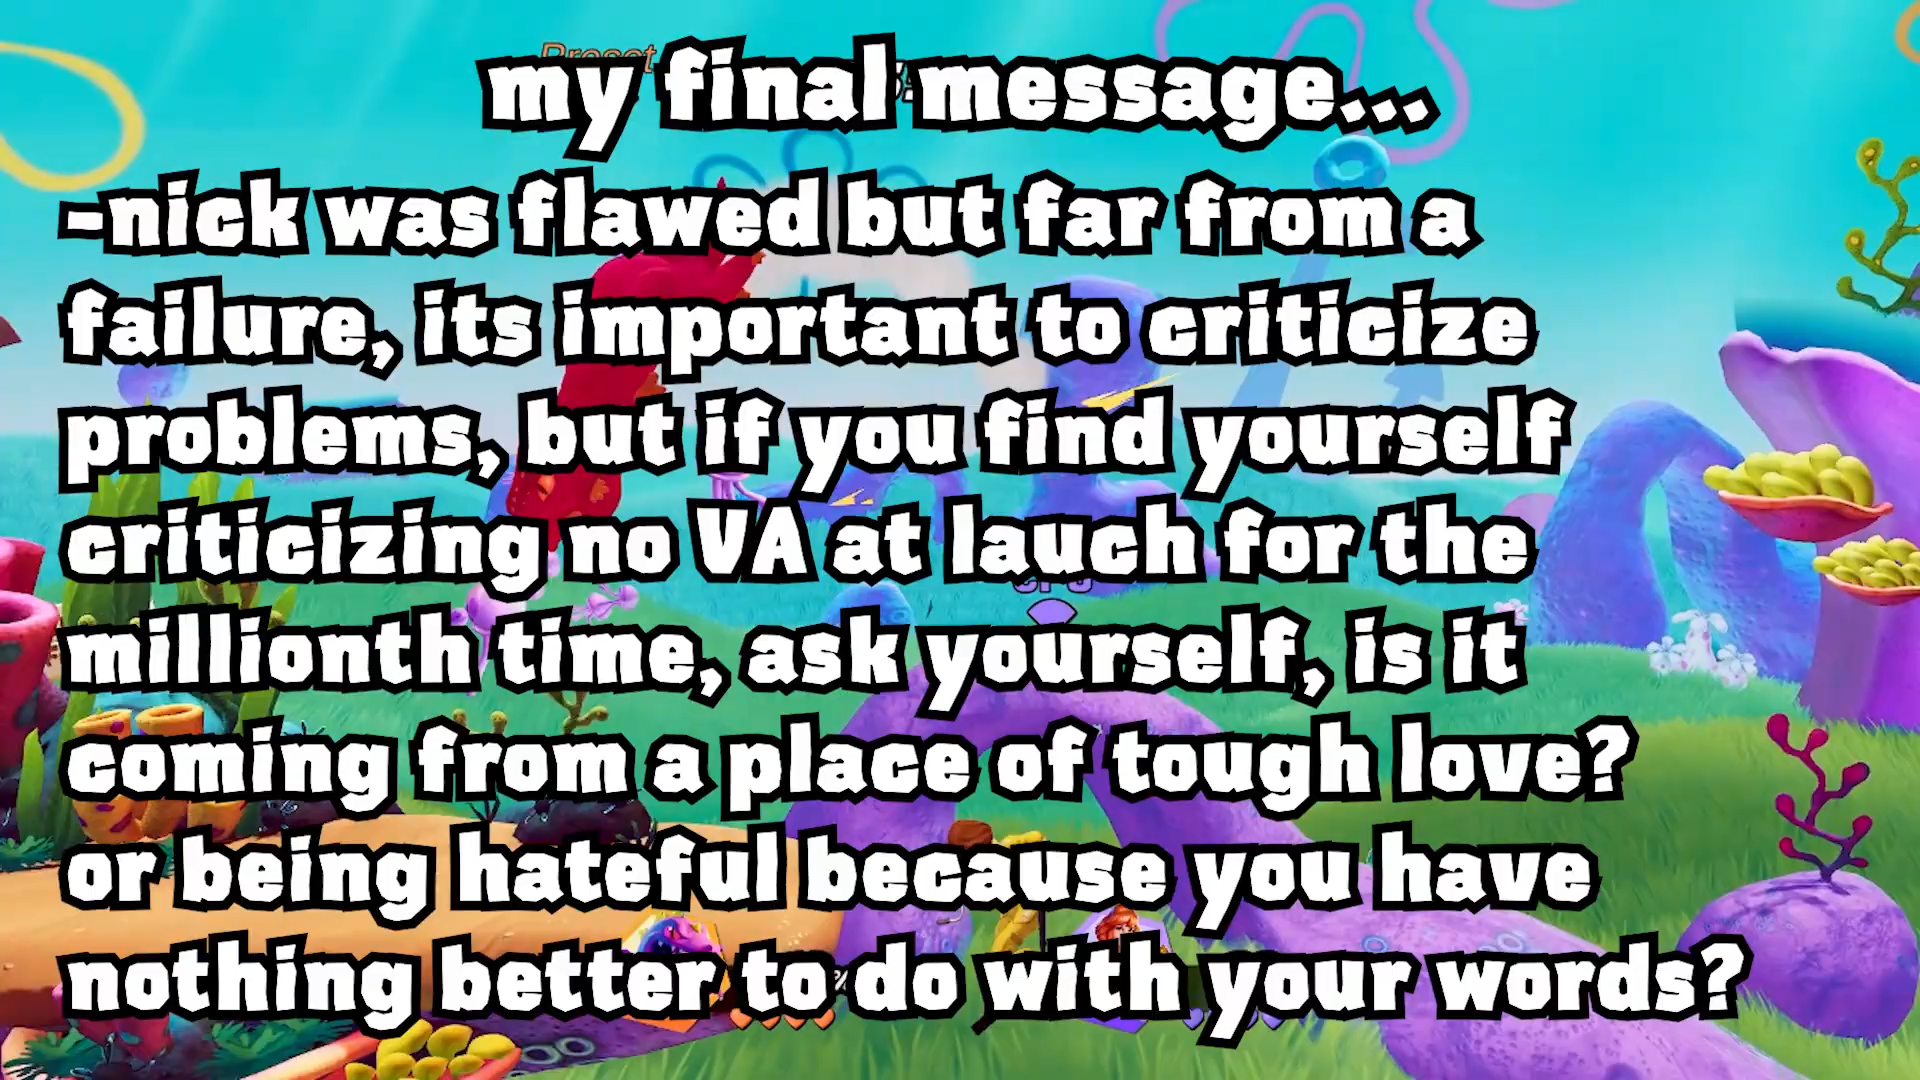 Preset
my final message...
-nick was flawed but far from a
failure, its important to criticize
problems, but if you find yourself
criticizing no VA at lauch for the
millionth time, ask yourself, is it
coming from a place of tough love?
or being hateful because you have
nothing better to do with your words?